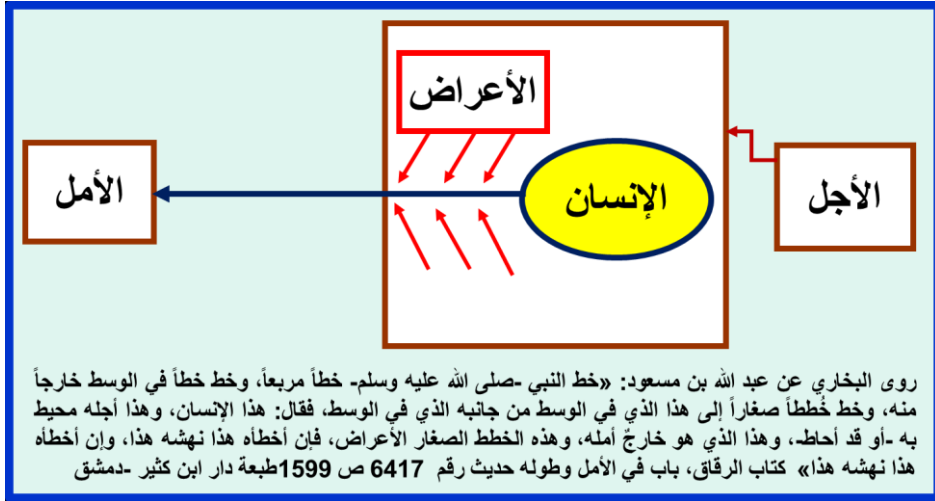 الأعراض
الأجل
الإنسان
الأمل
روى البخاري عن عبد الله بن مسعود: «خط النبي -صلى الله عليه وسلم- خطاً مربعاً، وخط خطاً في الوسط خارجاً
منه، وخط خُططاً صغاراً إلى هذا الذي في الوسط من جانبه الذي في الوسط، فقال: هذا الإنسان، وهذا أجله محيط
به -أو قد أحاط-، وهذا الذي هو خارجٌ أمله، وهذه الخطط الصغار الأعراض، فإن أخطأه هذا نهشه هذا، وإن أخطأه
هذا نهشه هذا» كتاب الرقاق، باب في الأمل وطوله حديث رقم 6417 ص 1599طبعة دار ابن كثير -دمشق